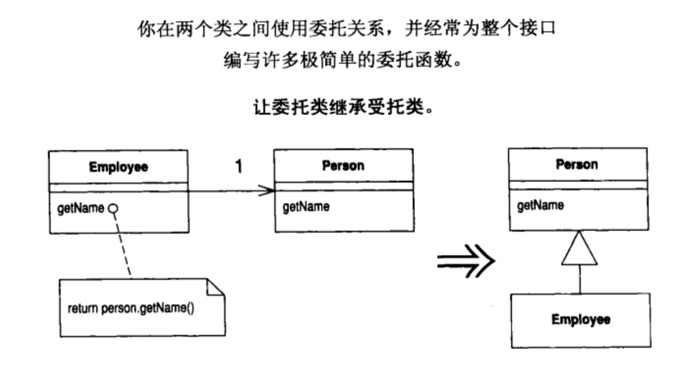 你在两个类之间使用委托关系，并经常为整个接口
编写许多极简单的委托函数。
让委托类继承受托类。
Employee
1
Person
Person
getName
getName
getName
return person.getName()
Employee